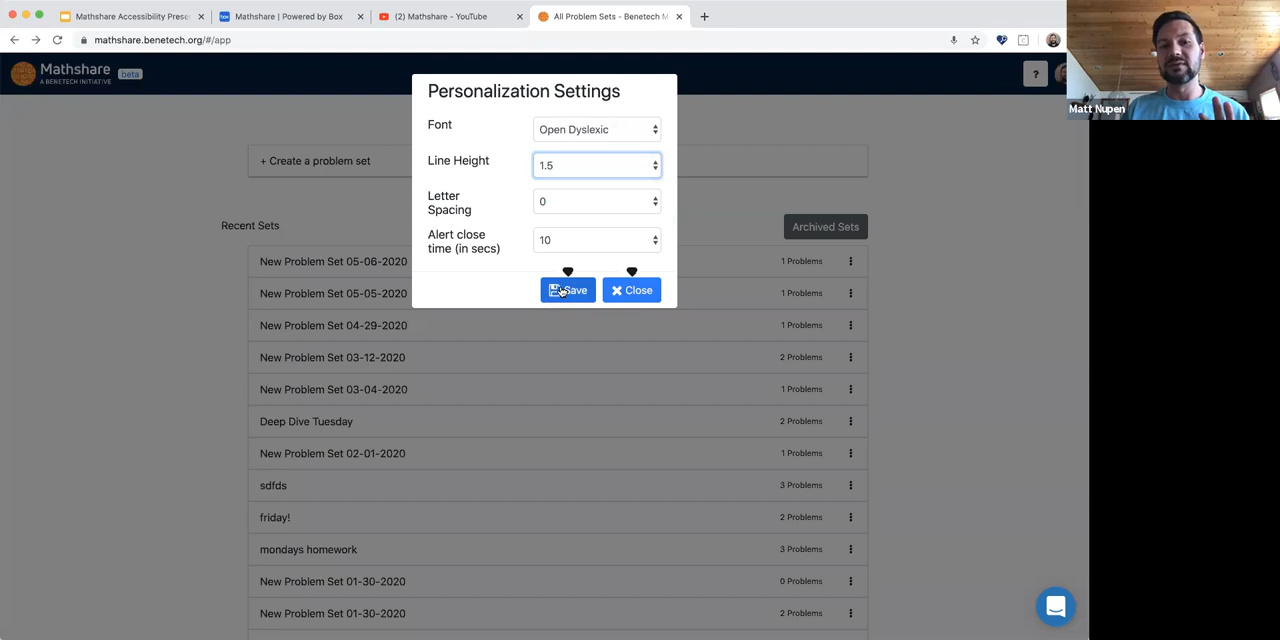 Mathshare Accessibility Prese
Mathshare | Powered by Box
(2) Mathshare - YouTube
All Problem Sets - Benetech M
mathshare.benetech.org/#/app
Mathshare
A BENETECH INITIATIVE
beta
?
Matt Nupen
Personalization Settings
Font
Open Dyslexic
Line Height
1.5
Letter
Spacing
0
Alert close
time (in secs)
10
Save
Close
+ Create a problem set
Recent Sets
Archived Sets
New Problem Set 05-06-2020
1 Problems
New Problem Set 05-05-2020
1 Problems
New Problem Set 04-29-2020
1 Problems
New Problem Set 03-12-2020
2 Problems
New Problem Set 03-04-2020
1 Problems
Deep Dive Tuesday
2 Problems
New Problem Set 02-01-2020
1 Problems
sdfds
3 Problems
friday!
2 Problems
mondays homework
3 Problems
New Problem Set 01-30-2020
0 Problems
New Problem Set 01-30-2020
2 Problems